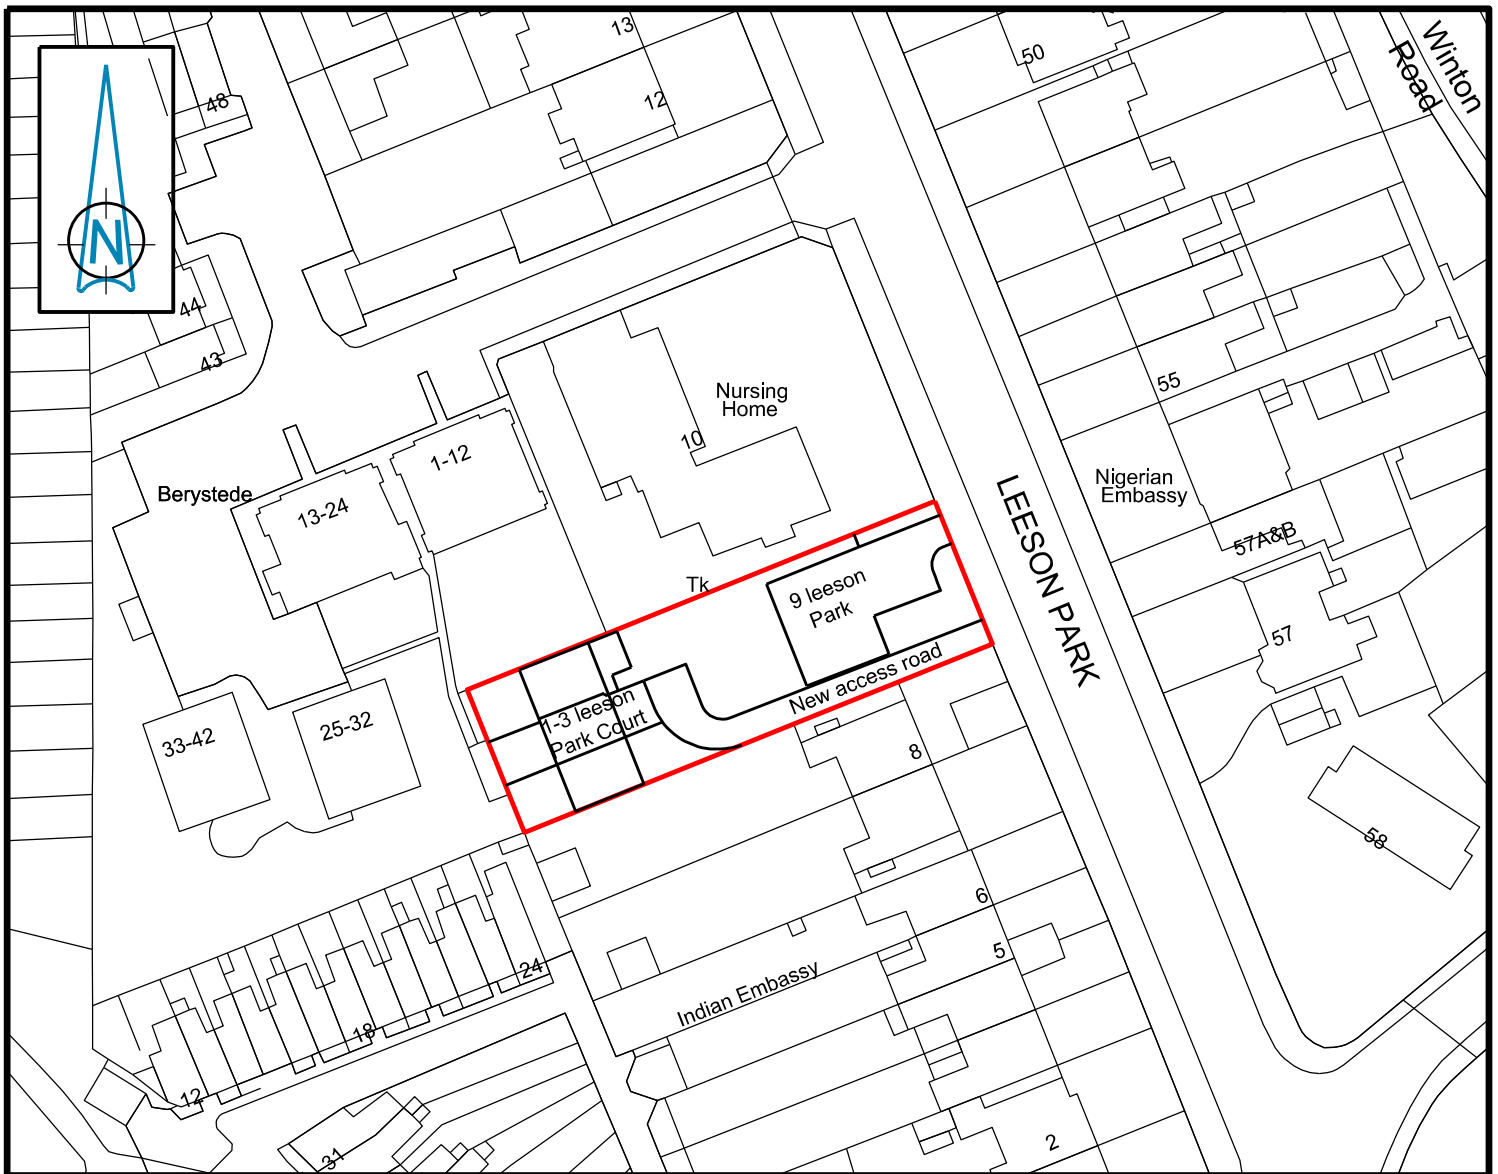 13
50
Winton
Road
12
48
N
44
43
55
Nursing
Home
10
1-12
Nigerian
Embassy
Berystede
13-24
LEESON PARK
57A&B
Tk
9 leeson
Park
57
New access road
1-3 leeson
Park Court
33-42
25-32
8
58
6
5
24
Indian Embassy
18
12
2
31